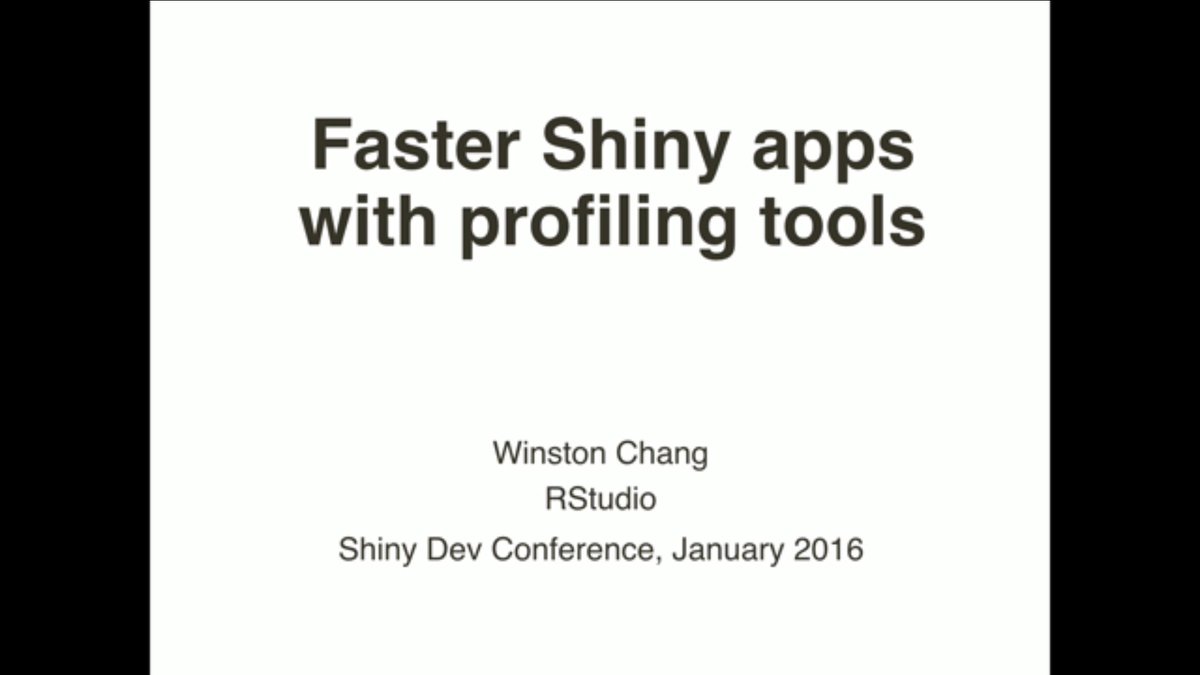 Faster Shiny apps
with profiling tools
Winston Chang
RStudio
Shiny Dev Conference, January 2016